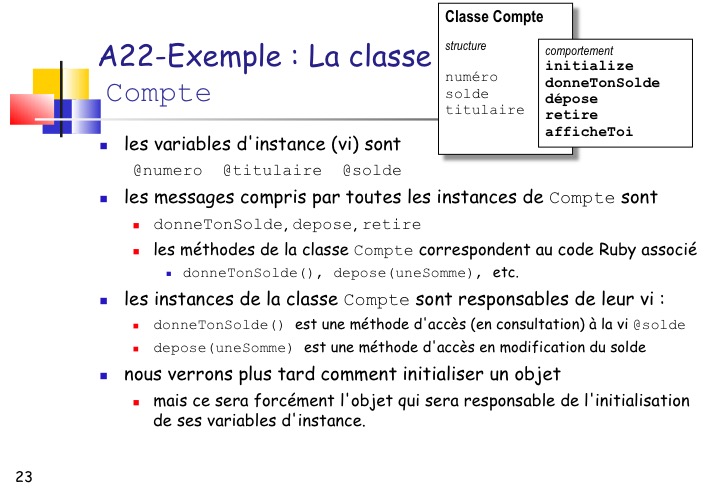 A22-Exemple : La classe
Compte
Classe Compte
structure
numéro
solde
titulaire
comportement
initialize
donneTonSolde
dépose
retire
afficheToi
les variables d'instance (vi) sont
@numero @titulaire @solde
les messages compris par toutes les instances de Compte sont
donneTonSolde, depose, retire
les méthodes de la classe Compte correspondent au code Ruby associé
donneTonSolde(), depose(uneSomme), etc.
les instances de la classe Compte sont responsables de leur vi :
donneTonSolde() est une méthode d'accès (en consultation) à la vi @solde
depose(uneSomme) est une méthode d'accès en modification du solde
nous verrons plus tard comment initialiser un objet
mais ce sera forcément l'objet qui sera responsable de l'initialisation
de ses variables d'instance.
23